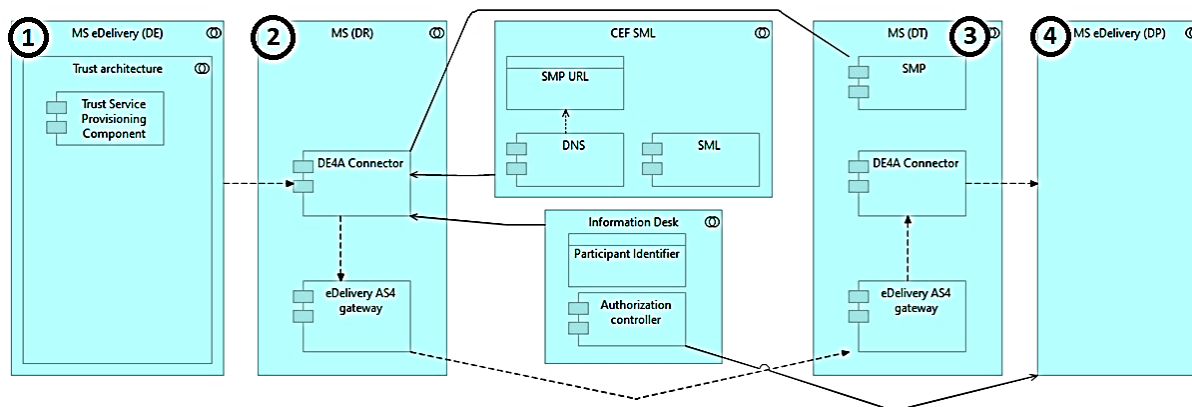 1
MS eDelivery (DE)
Trust architecture
Trust Service
Provisioning
Component
2
MS (DR)
DE4A Connector
eDelivery AS4
gateway
CEF SML
SMP URL
DNS
SML
Information Desk
Participant Identifier
Authorization
controller
MS (DT)
3
SMP
DE4A Connector
eDelivery AS4
gateway
4
MS eDelivery (DP)